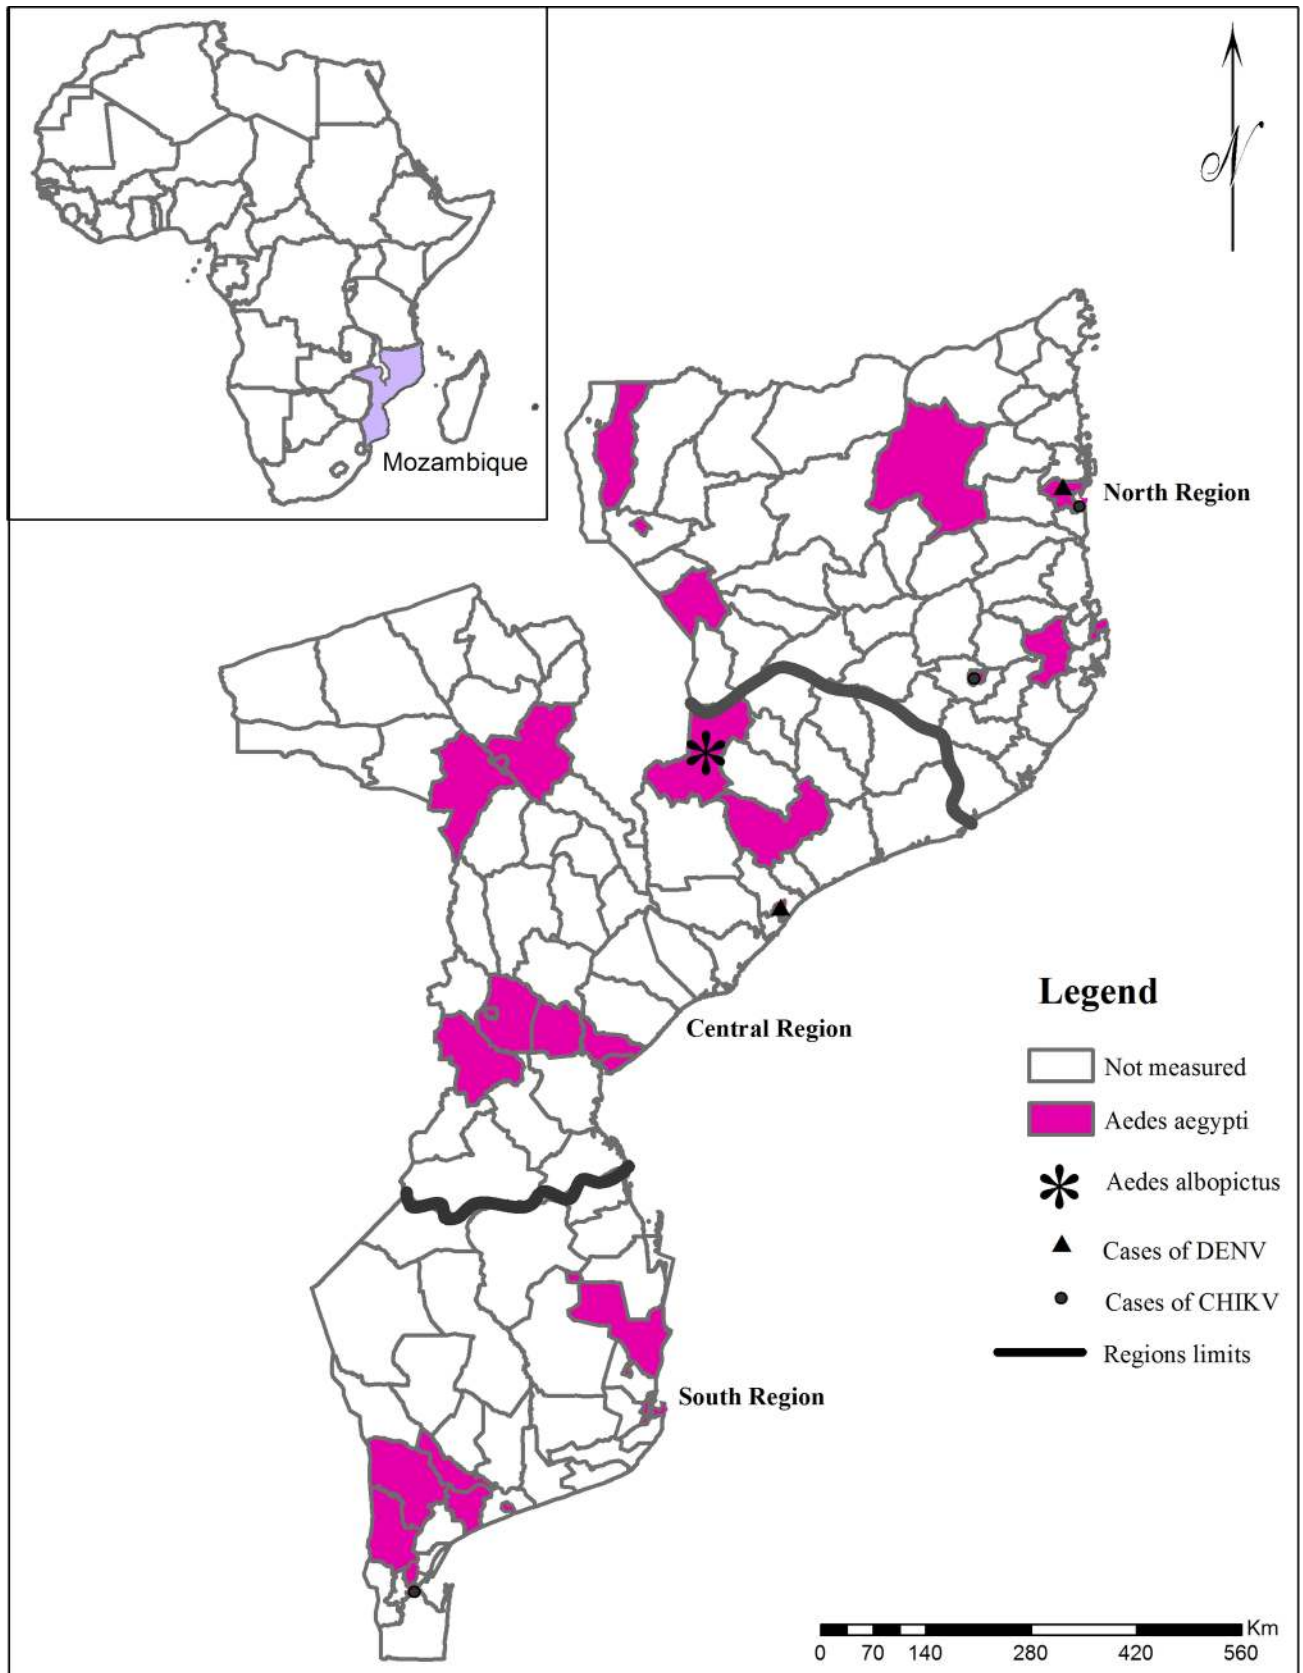 N
Mozambique
North Region
Central Region
South Region
Legend
Not measured
Aedes aegypti
Aedes albopictus
Cases of DENV
Cases of CHIKV
Regions limits
Km
0 70 140 280 420 560